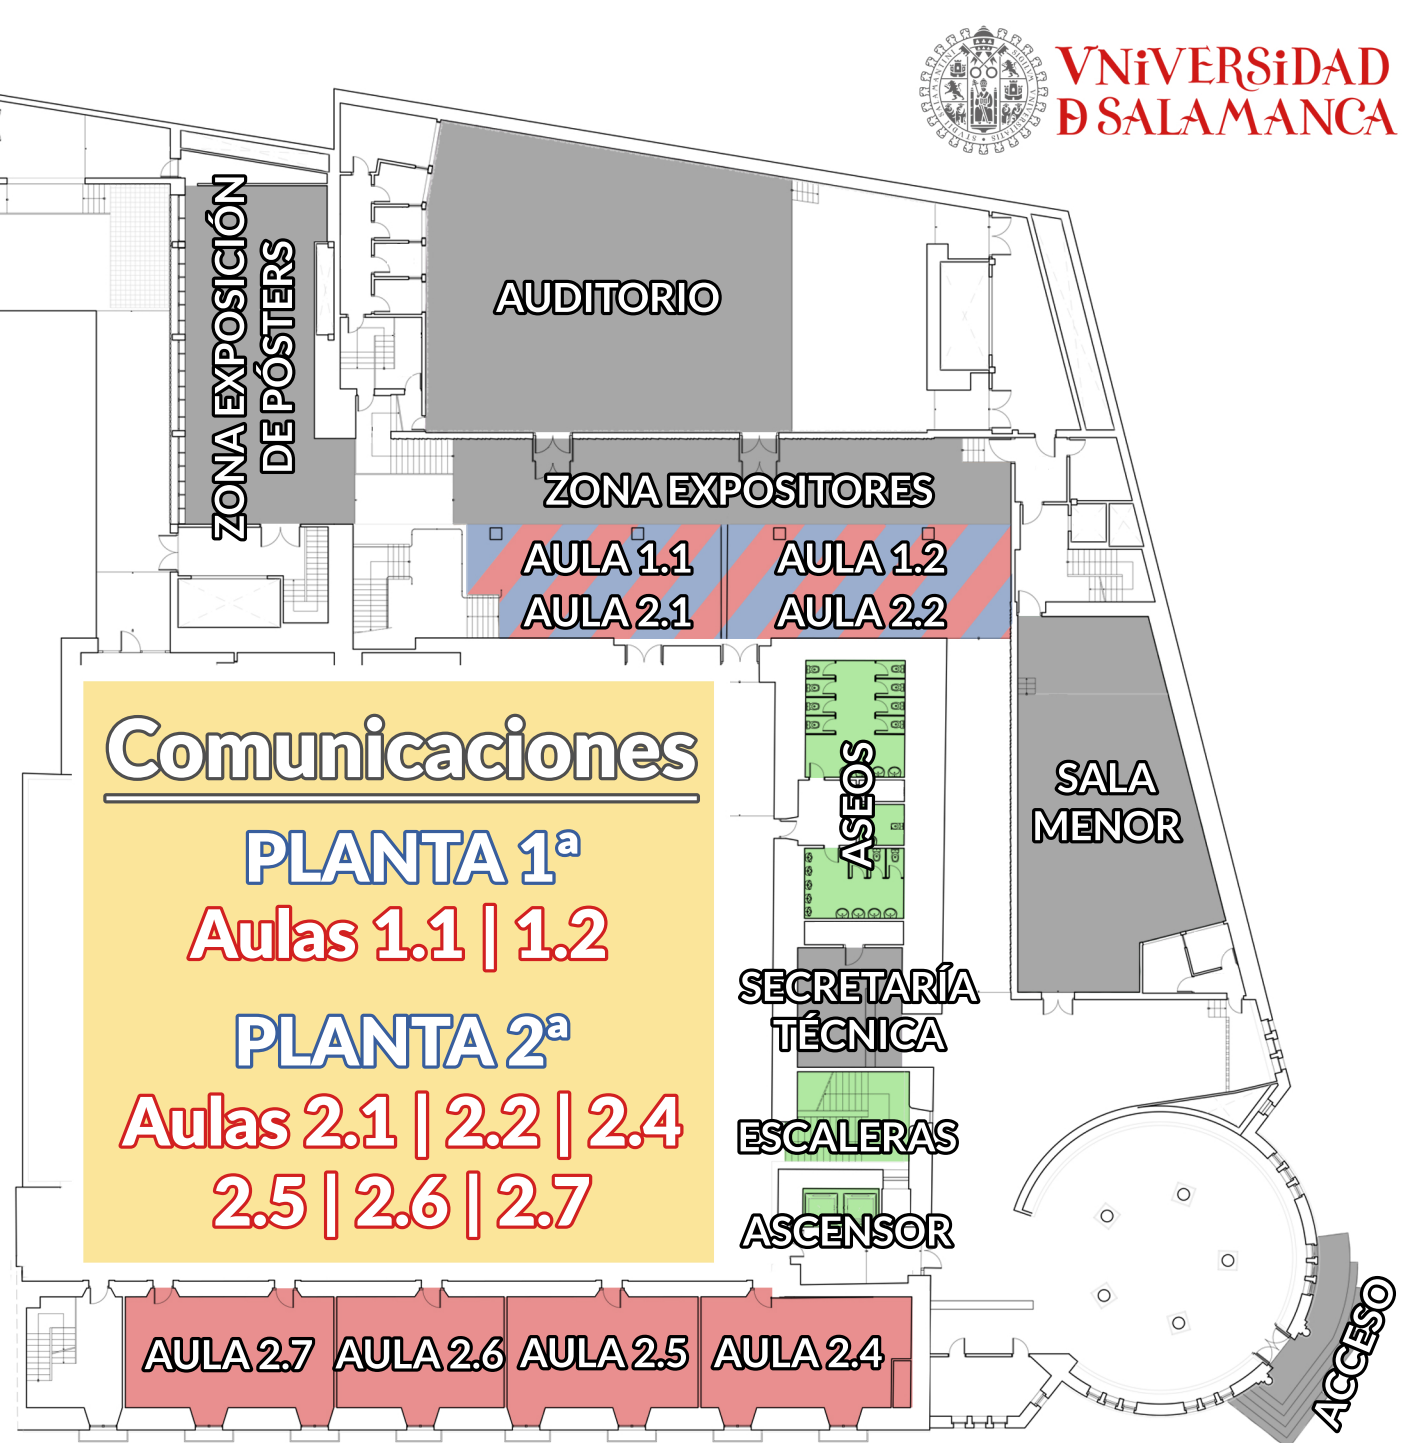 VNiVERSiDAD
Ð SALAMANCA
ZONA EXPOSICIÓN
DE PÓSTERS
AUDITORIO
ZONA EXPOSITORES
AULA 1.1
AULA 2.1
AULA 1.2
AULA 2.2
Comunicaciones
PLANTA 1ª
Aulas 1.1 | 1.2
PLANTA 2ª
Aulas 2.1 | 2.2 | 2.4
2.5 | 2.6 | 2.7
ASEOS
SALA
MENOR
SECRETARÍA
TÉCNICA
ESCALERAS
ASCENSOR
AULA 2.7
AULA 2.6
AULA 2.5
AULA 2.4
ACCESO